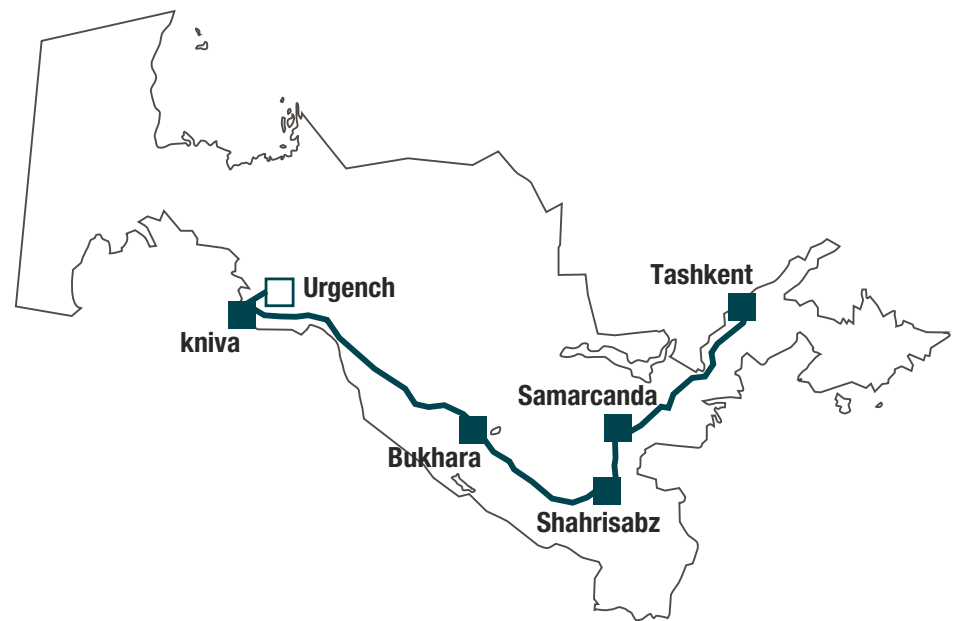 Tashkent
Urgench
kniva
Samarcanda
Bukhara
Shahrisabz